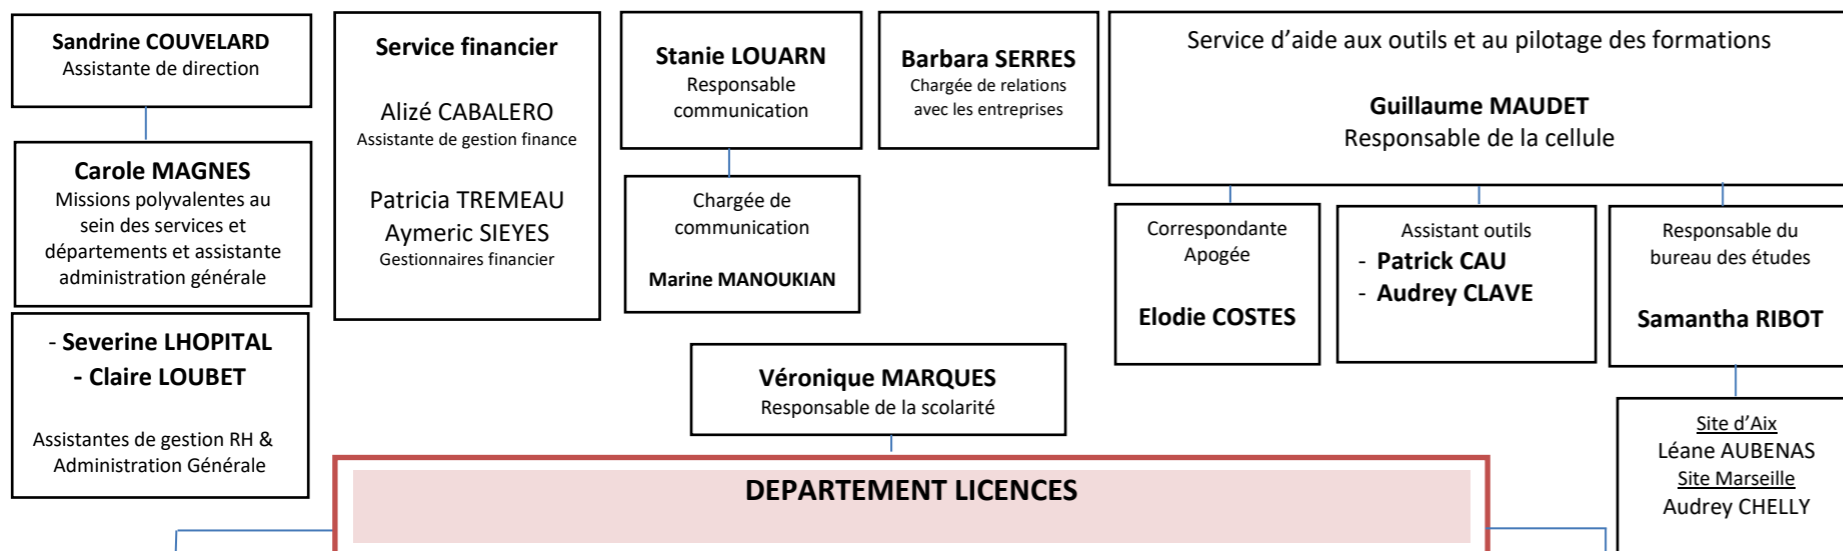 Sandrine COUVELARD
Assistante de direction
Carole MAGNES
Missions polyvalentes au
sein des services et
départements et assistante
administration générale
- Severine LHOPITAL
- Claire LOUBET
Assistantes de gestion RH &
Administration Générale
Service financier
Alizé CABALERO
Assistante de gestion finance
Patricia TREMEAU
Aymeric SIEYES
Gestionnaires financier
Stanie LOUARN
Responsable
communication
Chargée de
communication
Marine MANOUKIAN
Barbara SERRES
Chargée de relations
avec les entreprises
Service d’aide aux outils et au pilotage des formations
Guillaume MAUDET
Responsable de la cellule
Correspondante
Apogée
Elodie COSTES
Assistant outils
- Patrick CAU
- Audrey CLAVE
Responsable du
bureau des études
Samantha RIBOT
Site d’Aix
Léane AUBENAS
Site Marseille
Audrey CHELLY
Véronique MARQUES
Responsable de la scolarité
DEPARTEMENT LICENCES